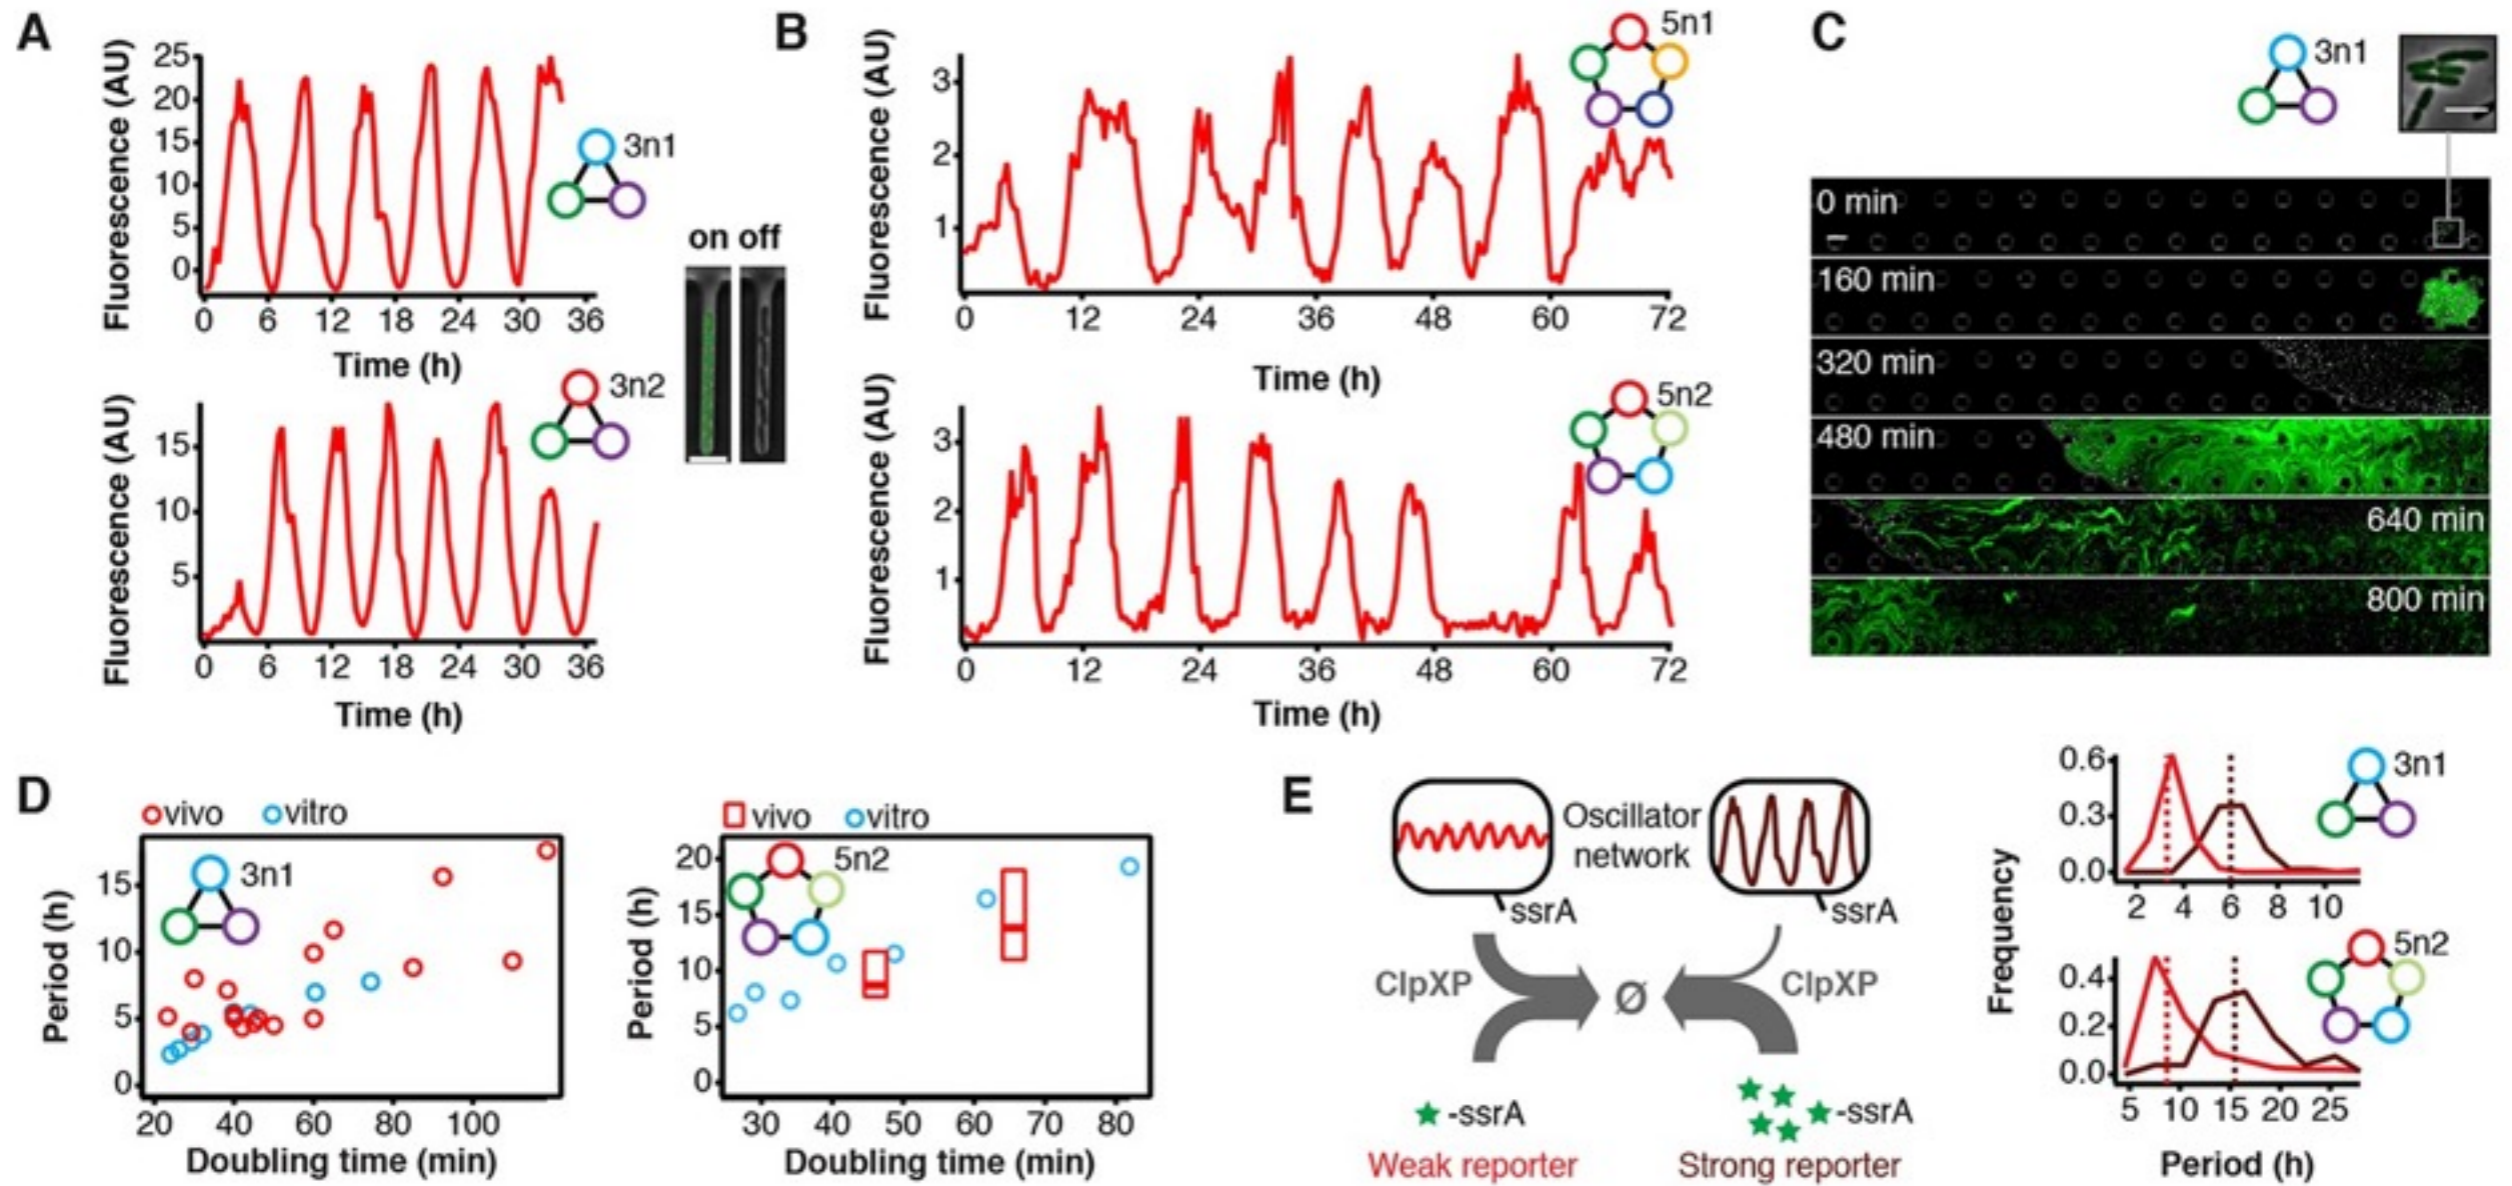 A
Fluorescence (AU)
25
20
15
10
5
0
3n1
0 6 12 18 24 30 36
Time (h)
on off
Fluorescence (AU)
15
10
5
3n2
0 6 12 18 24 30 36
Time (h)
B
Fluorescence (AU)
3
2
1
5n1
0 12 24 36 48 60 72
Time (h)
Fluorescence (AU)
3
2
1
5n2
0 12 24 36 48 60 72
Time (h)
C
3n1
0 min
160 min
320 min
480 min
640 min
800 min
D
vivo vitro
Period (h)
15
10
5
0
3n1
20 40 60 80 100
Doubling time (min)
vivo vitro
Period (h)
20
15
10
5
0
5n2
30 40 50 60 70 80
Doubling time (min)
E
Oscillator
network
ssrA ssrA
ClpXP Ø ClpXP
-ssrA -ssrA
Weak reporter Strong reporter
Frequency
0.6
0.3
0.0
3n1
2 4 6 8 10
0.4
0.2
0.0
5n2
5 10 15 20 25
Period (h)